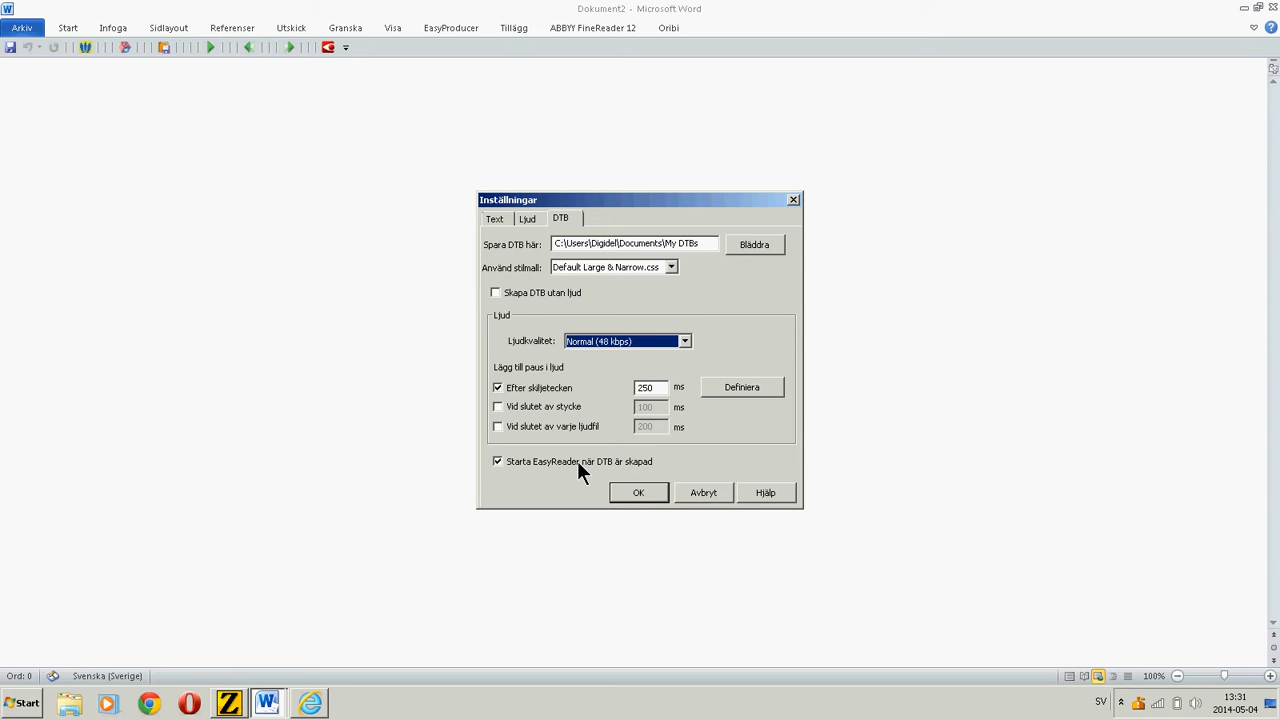 Dokument2 - Microsoft Word
Arkiv Start Infoga Sidlayout Referenser Utskick Granska Visa EasyProducer Tillägg ABBYY FineReader 12 Oribi
Inställningar
Text Ljud DTB
Spara DTB här: C:\Users\Digidel\Documents\My DTBs Bläddra
Använd stilmall: Default Large & Narrow.css
Skapa DTB utan ljud
Ljud
Ljudkvalitet: Normal (48 kbps)
Lägg till paus i ljud
Efter skiljetecken 250 ms Definiera
Vid slutet av stycke 100 ms
Vid slutet av varje ljudfil 200 ms
Starta EasyReader när DTB är skapad
OK Avbryt Hjälp
Ord: 0 Svenska (Sverige) 100%
Start SV 13:31
2014-05-04